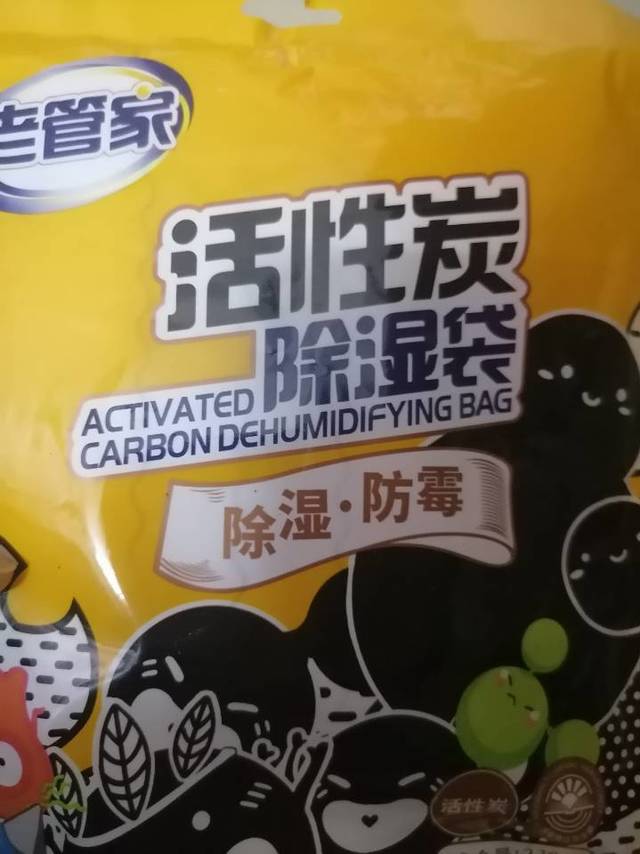 老管家
活性炭
除湿袋
ACTIVATED
CARBON DEHUMIDIFYING BAG
除湿·防霉
活性炭